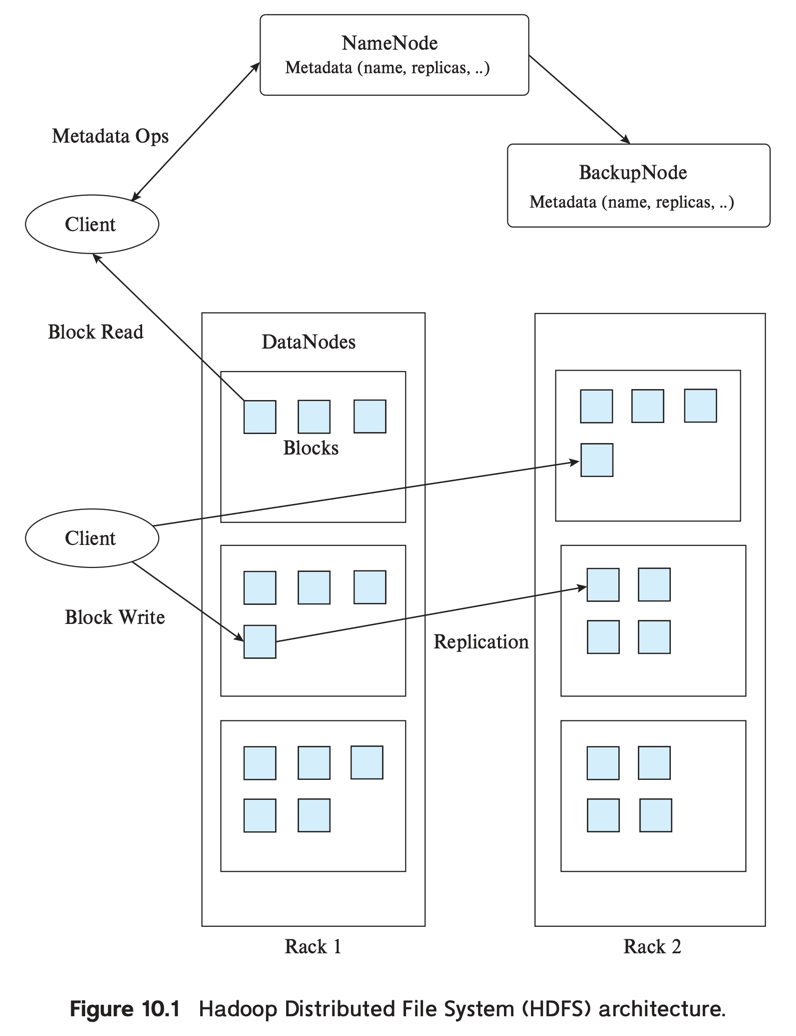 NameNode
Metadata (name, replicas, ..)
Metadata Ops
BackupNode
Metadata (name, replicas, ..)
Client
Block Read
DataNodes
Blocks
Client
Block Write
Replication
Rack 1
Rack 2
Figure 10.1 Hadoop Distributed File System (HDFS) architecture.